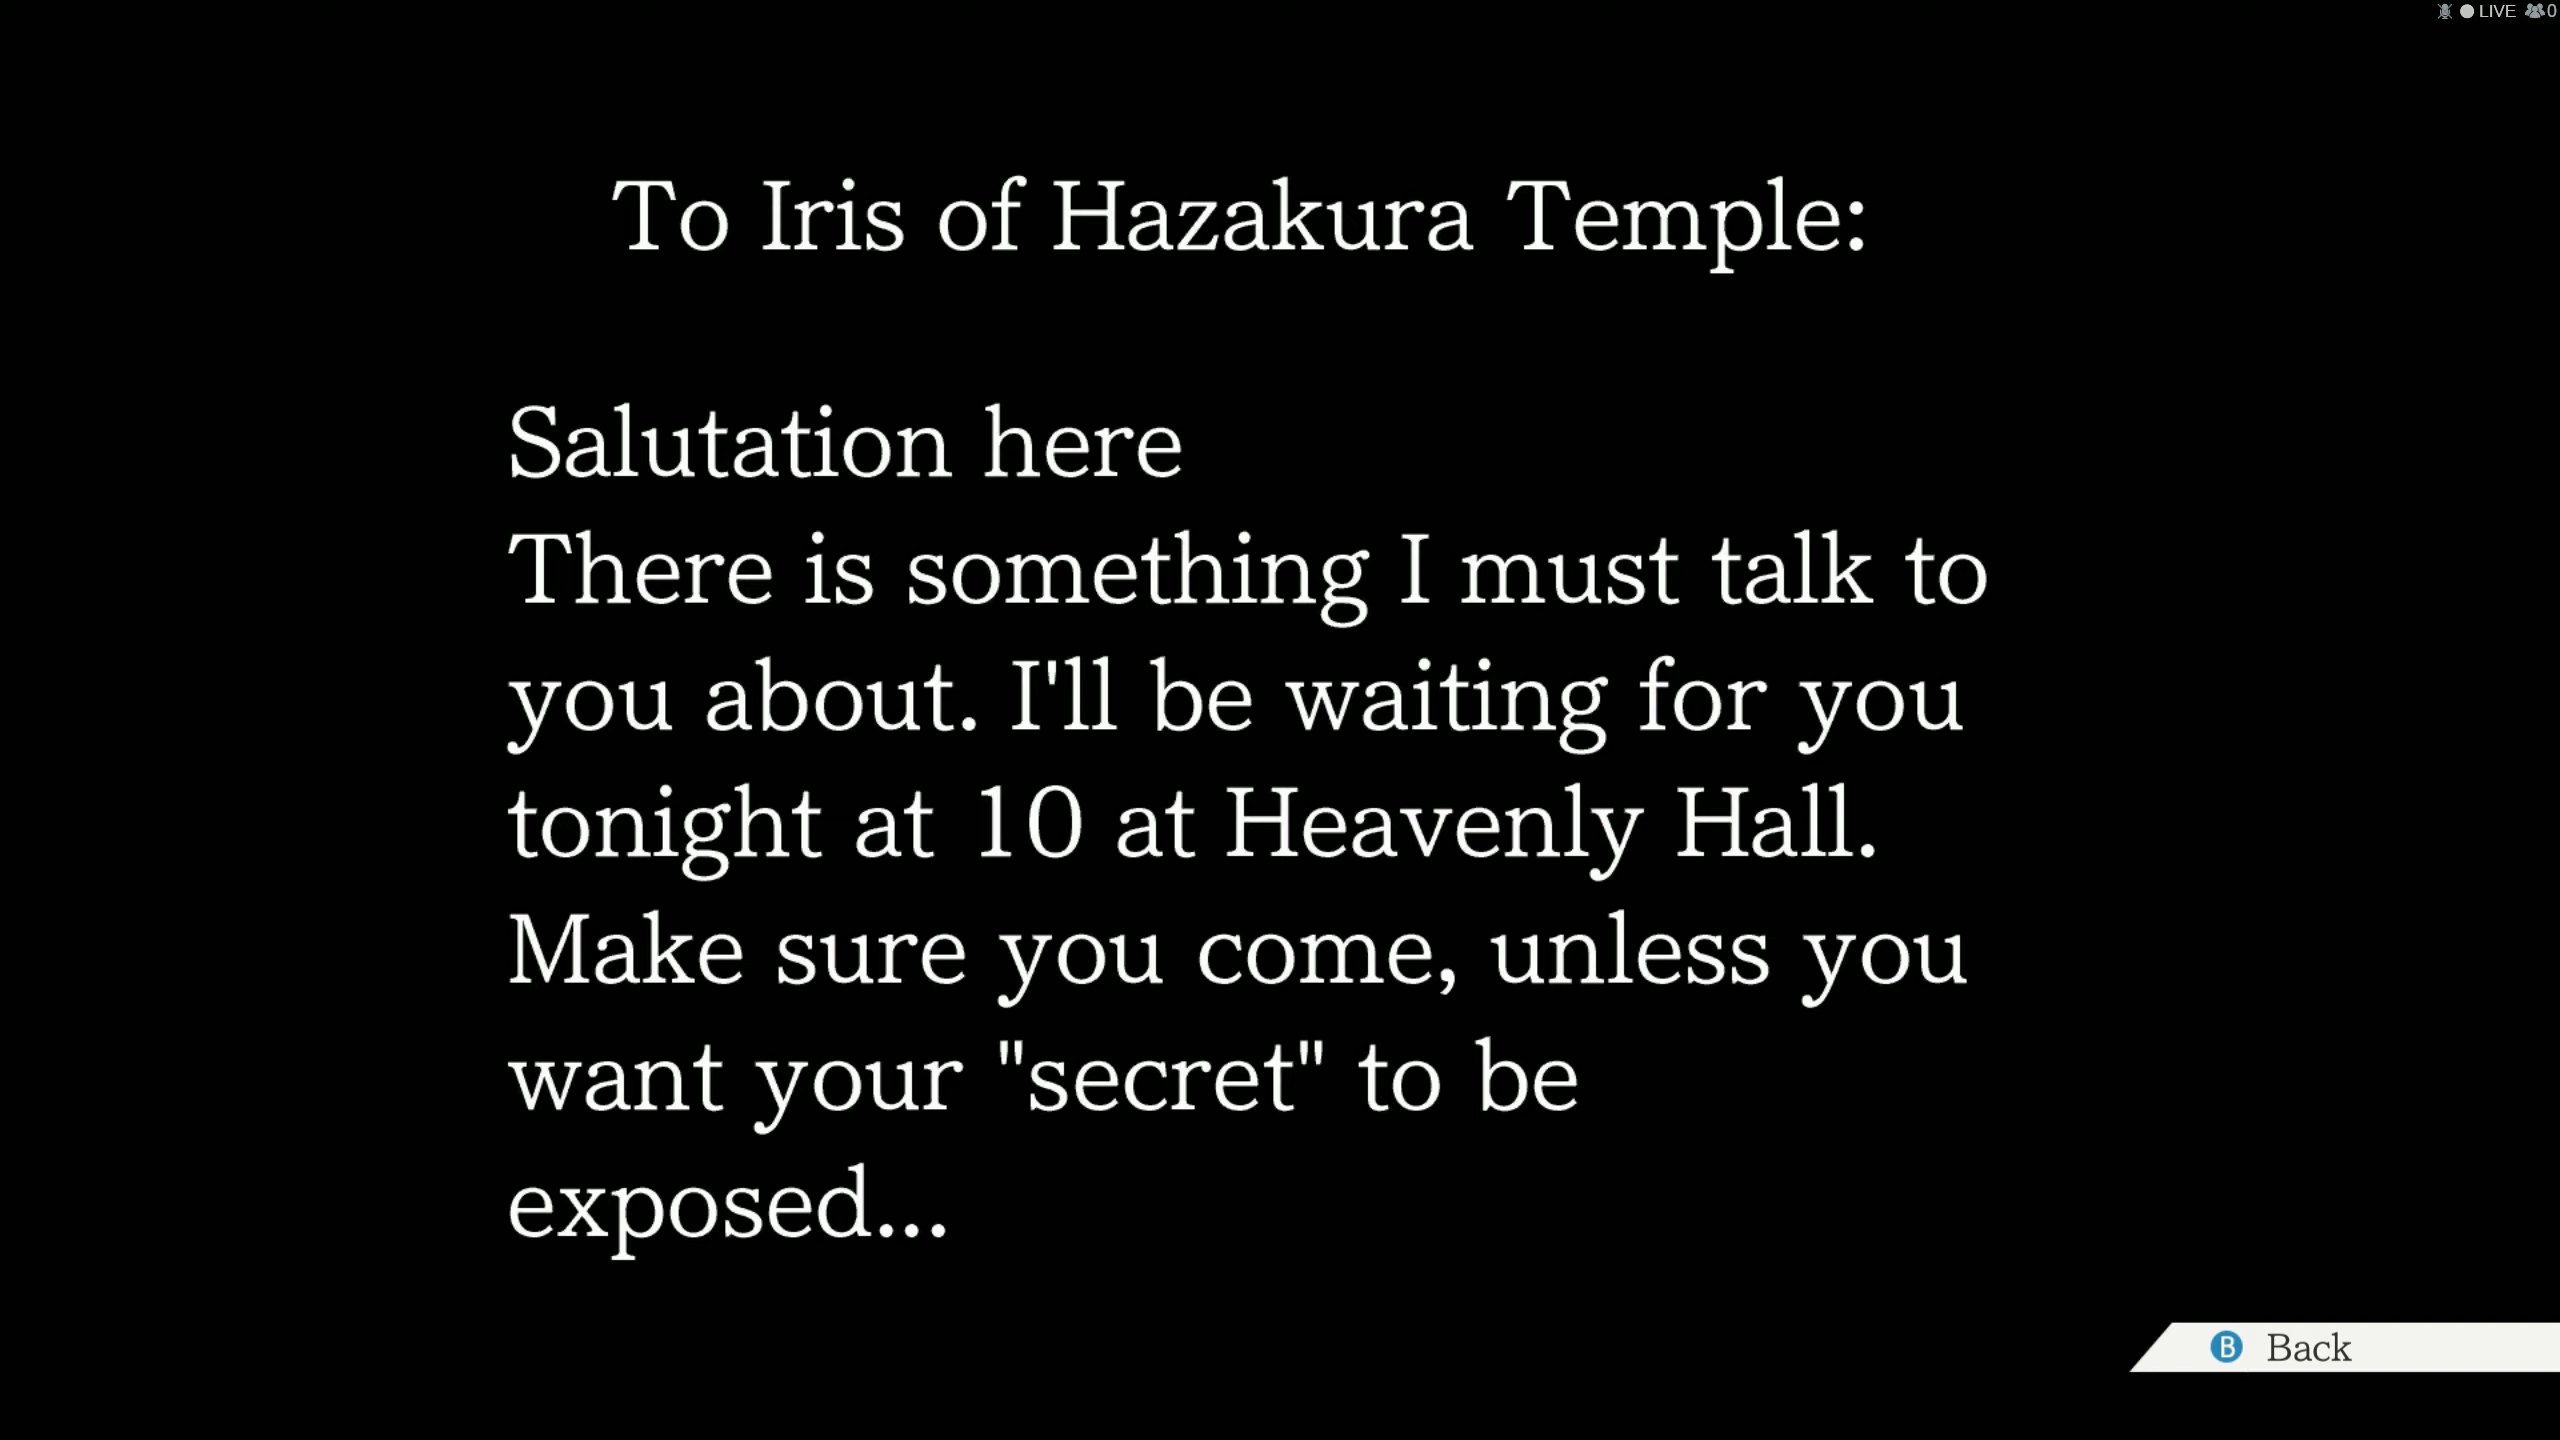 LIVE 0
To Iris of Hazakura Temple:
Salutation here
There is something I must talk to
you about. I'll be waiting for you
tonight at 10 at Heavenly Hall.
Make sure you come, unless you
want your "secret" to be
exposed...
B Back